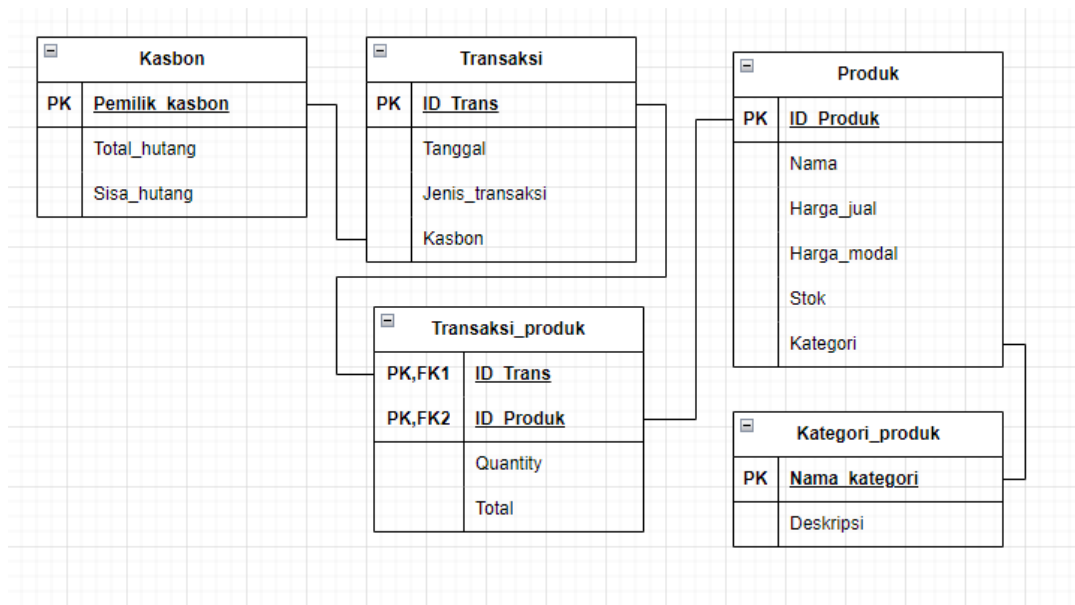 Kasbon
PK Pemilik_kasbon
Total_hutang
Sisa_hutang
Transaksi
PK ID_Trans
Tanggal
Jenis_transaksi
Kasbon
Produk
PK ID_Produk
Nama
Harga_jual
Harga_modal
Stok
Kategori
Transaksi_produk
PK,FK1 ID_Trans
PK,FK2 ID_Produk
Quantity
Total
Kategori_produk
PK Nama_kategori
Deskripsi